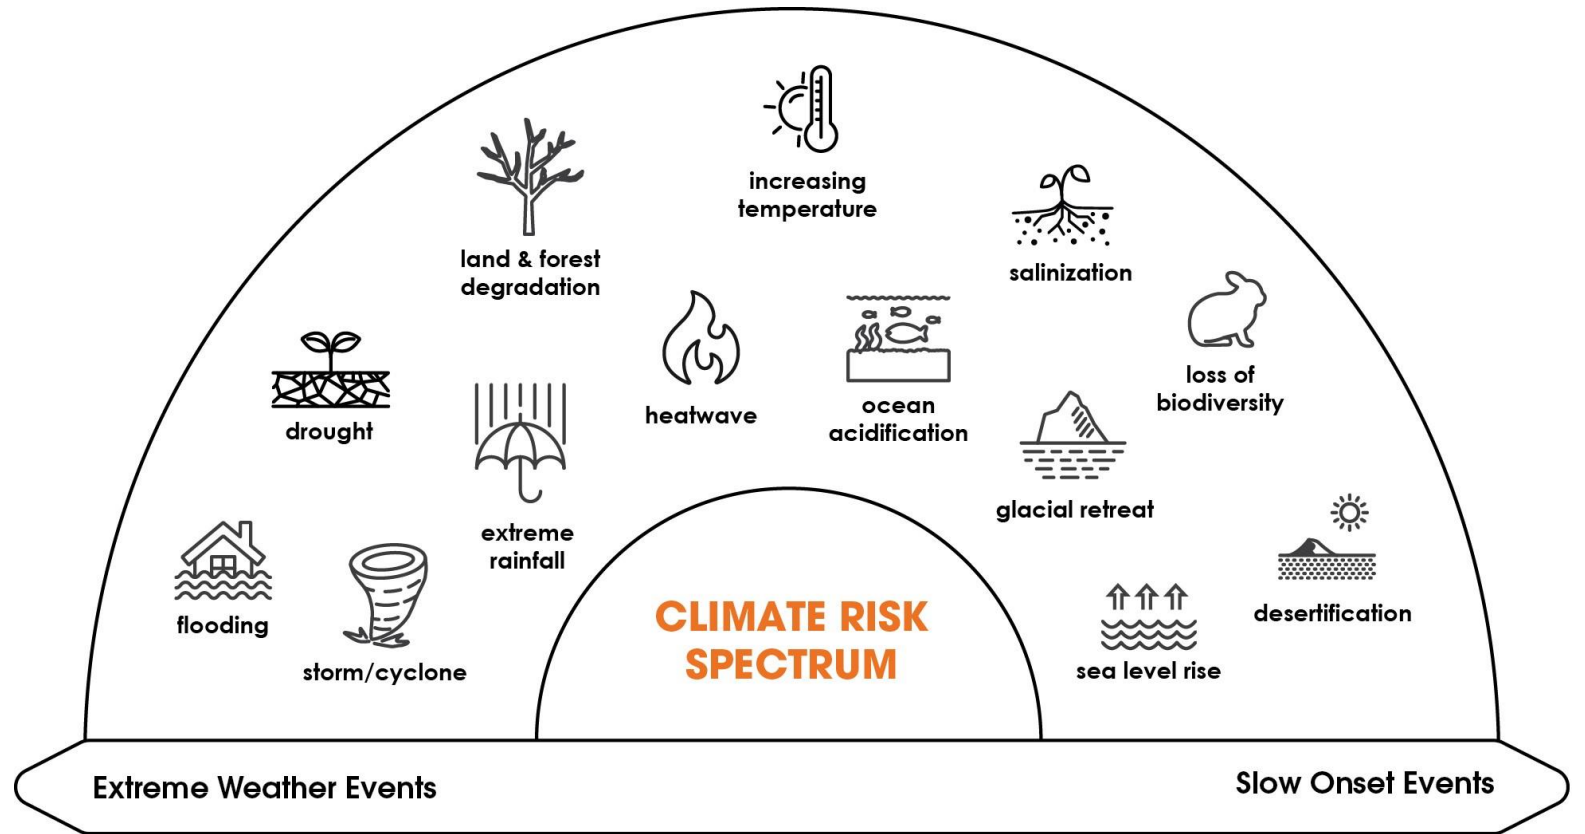 increasing
temperature
land & forest
degradation
salinization
loss of
biodiversity
drought
heatwave
ocean
acidification
extreme
rainfall
glacial retreat
flooding
storm/cyclone
desertification
sea level rise
CLIMATE RISK
SPECTRUM
Extreme Weather Events
Slow Onset Events